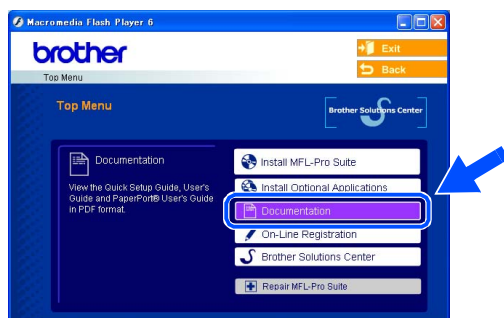 Macromedia Flash Player 6
brother
Exit
Back
Top Menu
Top Menu
Brother Solutions Center
Documentation
View the Quick Setup Guide, User's
Guide and PaperPort® User's Guide
in PDF format.
Install MFL-Pro Suite
Install Optional Applications
Documentation
On-Line Registration
Brother Solutions Center
Repair MFL-Pro Suite